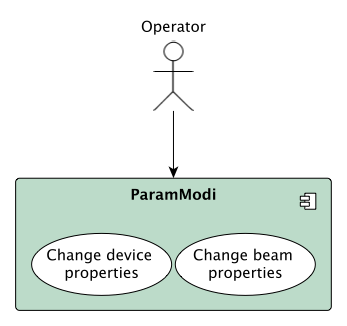 Operator
ParamModi
Change device
properties
Change beam
properties